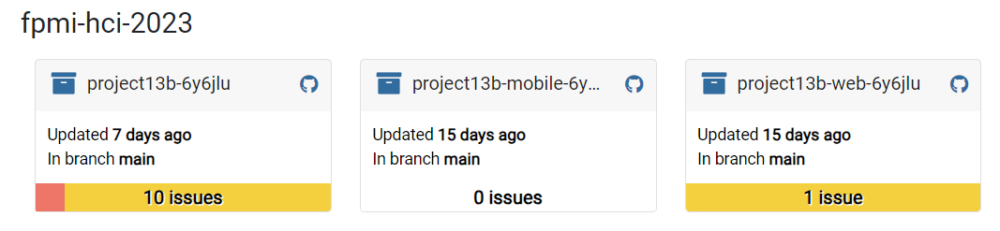 fpmi-hci-2023
project13b-6y6jlu
Updated 7 days ago
In branch main
10 issues
project13b-mobile-6y...
Updated 15 days ago
In branch main
0 issues
project13b-web-6y6jlu
Updated 15 days ago
In branch main
1 issue